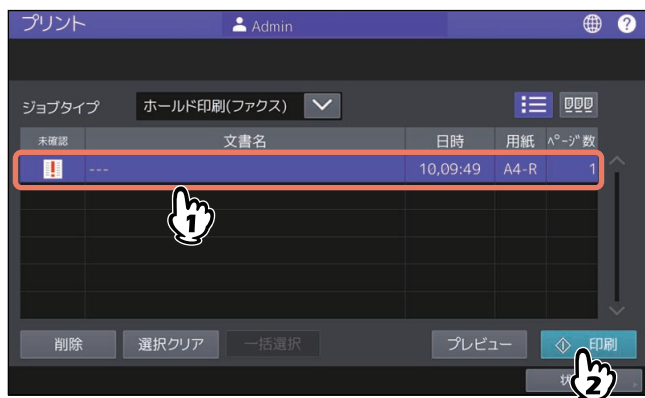 プリント Admin ?
ジョブタイプ ホールド印刷(ファクス)
未確認 文書名 日時 用紙 ページ数
! --- 10,09:49 A4-R 1
1
削除 選択クリア 一括選択 プレビュー 印刷
状
2